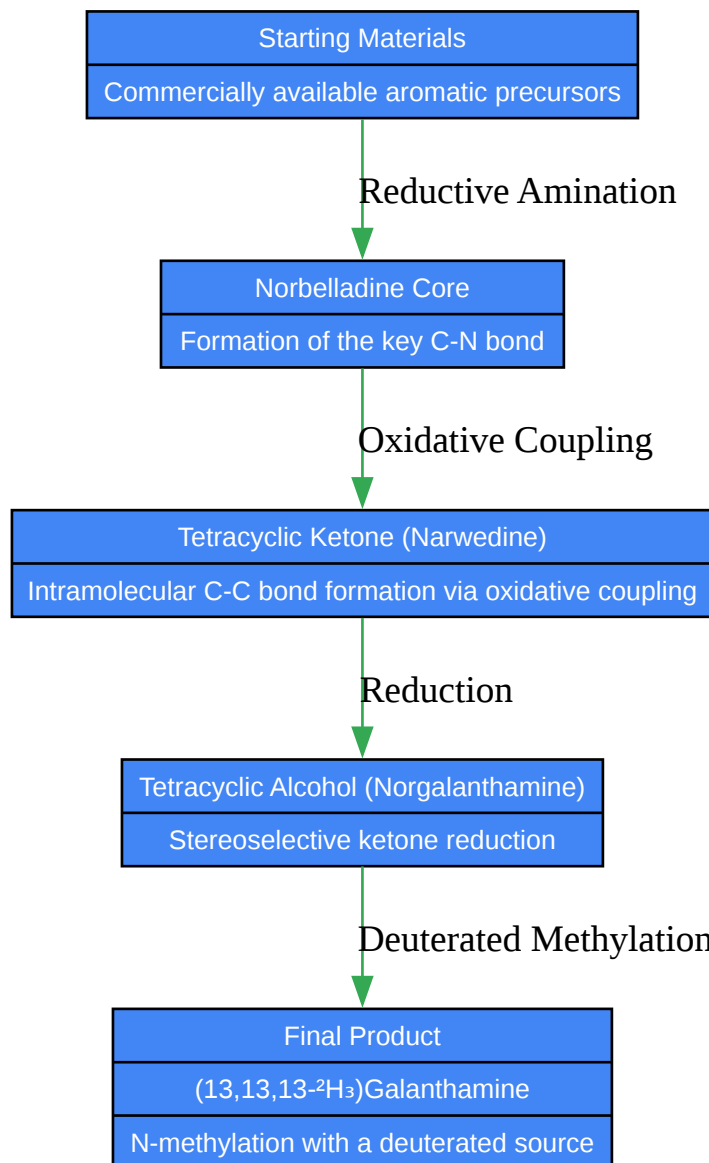 Starting Materials
Commercially available aromatic precursors
Reductive Amination
Norbelladine Core
Formation of the key C-N bond
Oxidative Coupling
Tetracyclic Ketone (Narwedine)
Intramolecular C-C bond formation via oxidative coupling
Reduction
Tetracyclic Alcohol (Norgalanthamine)
Stereoselective ketone reduction
Deuterated Methylation
Final Product
(13,13,13-²H₃)Galanthamine
N-methylation with a deuterated source